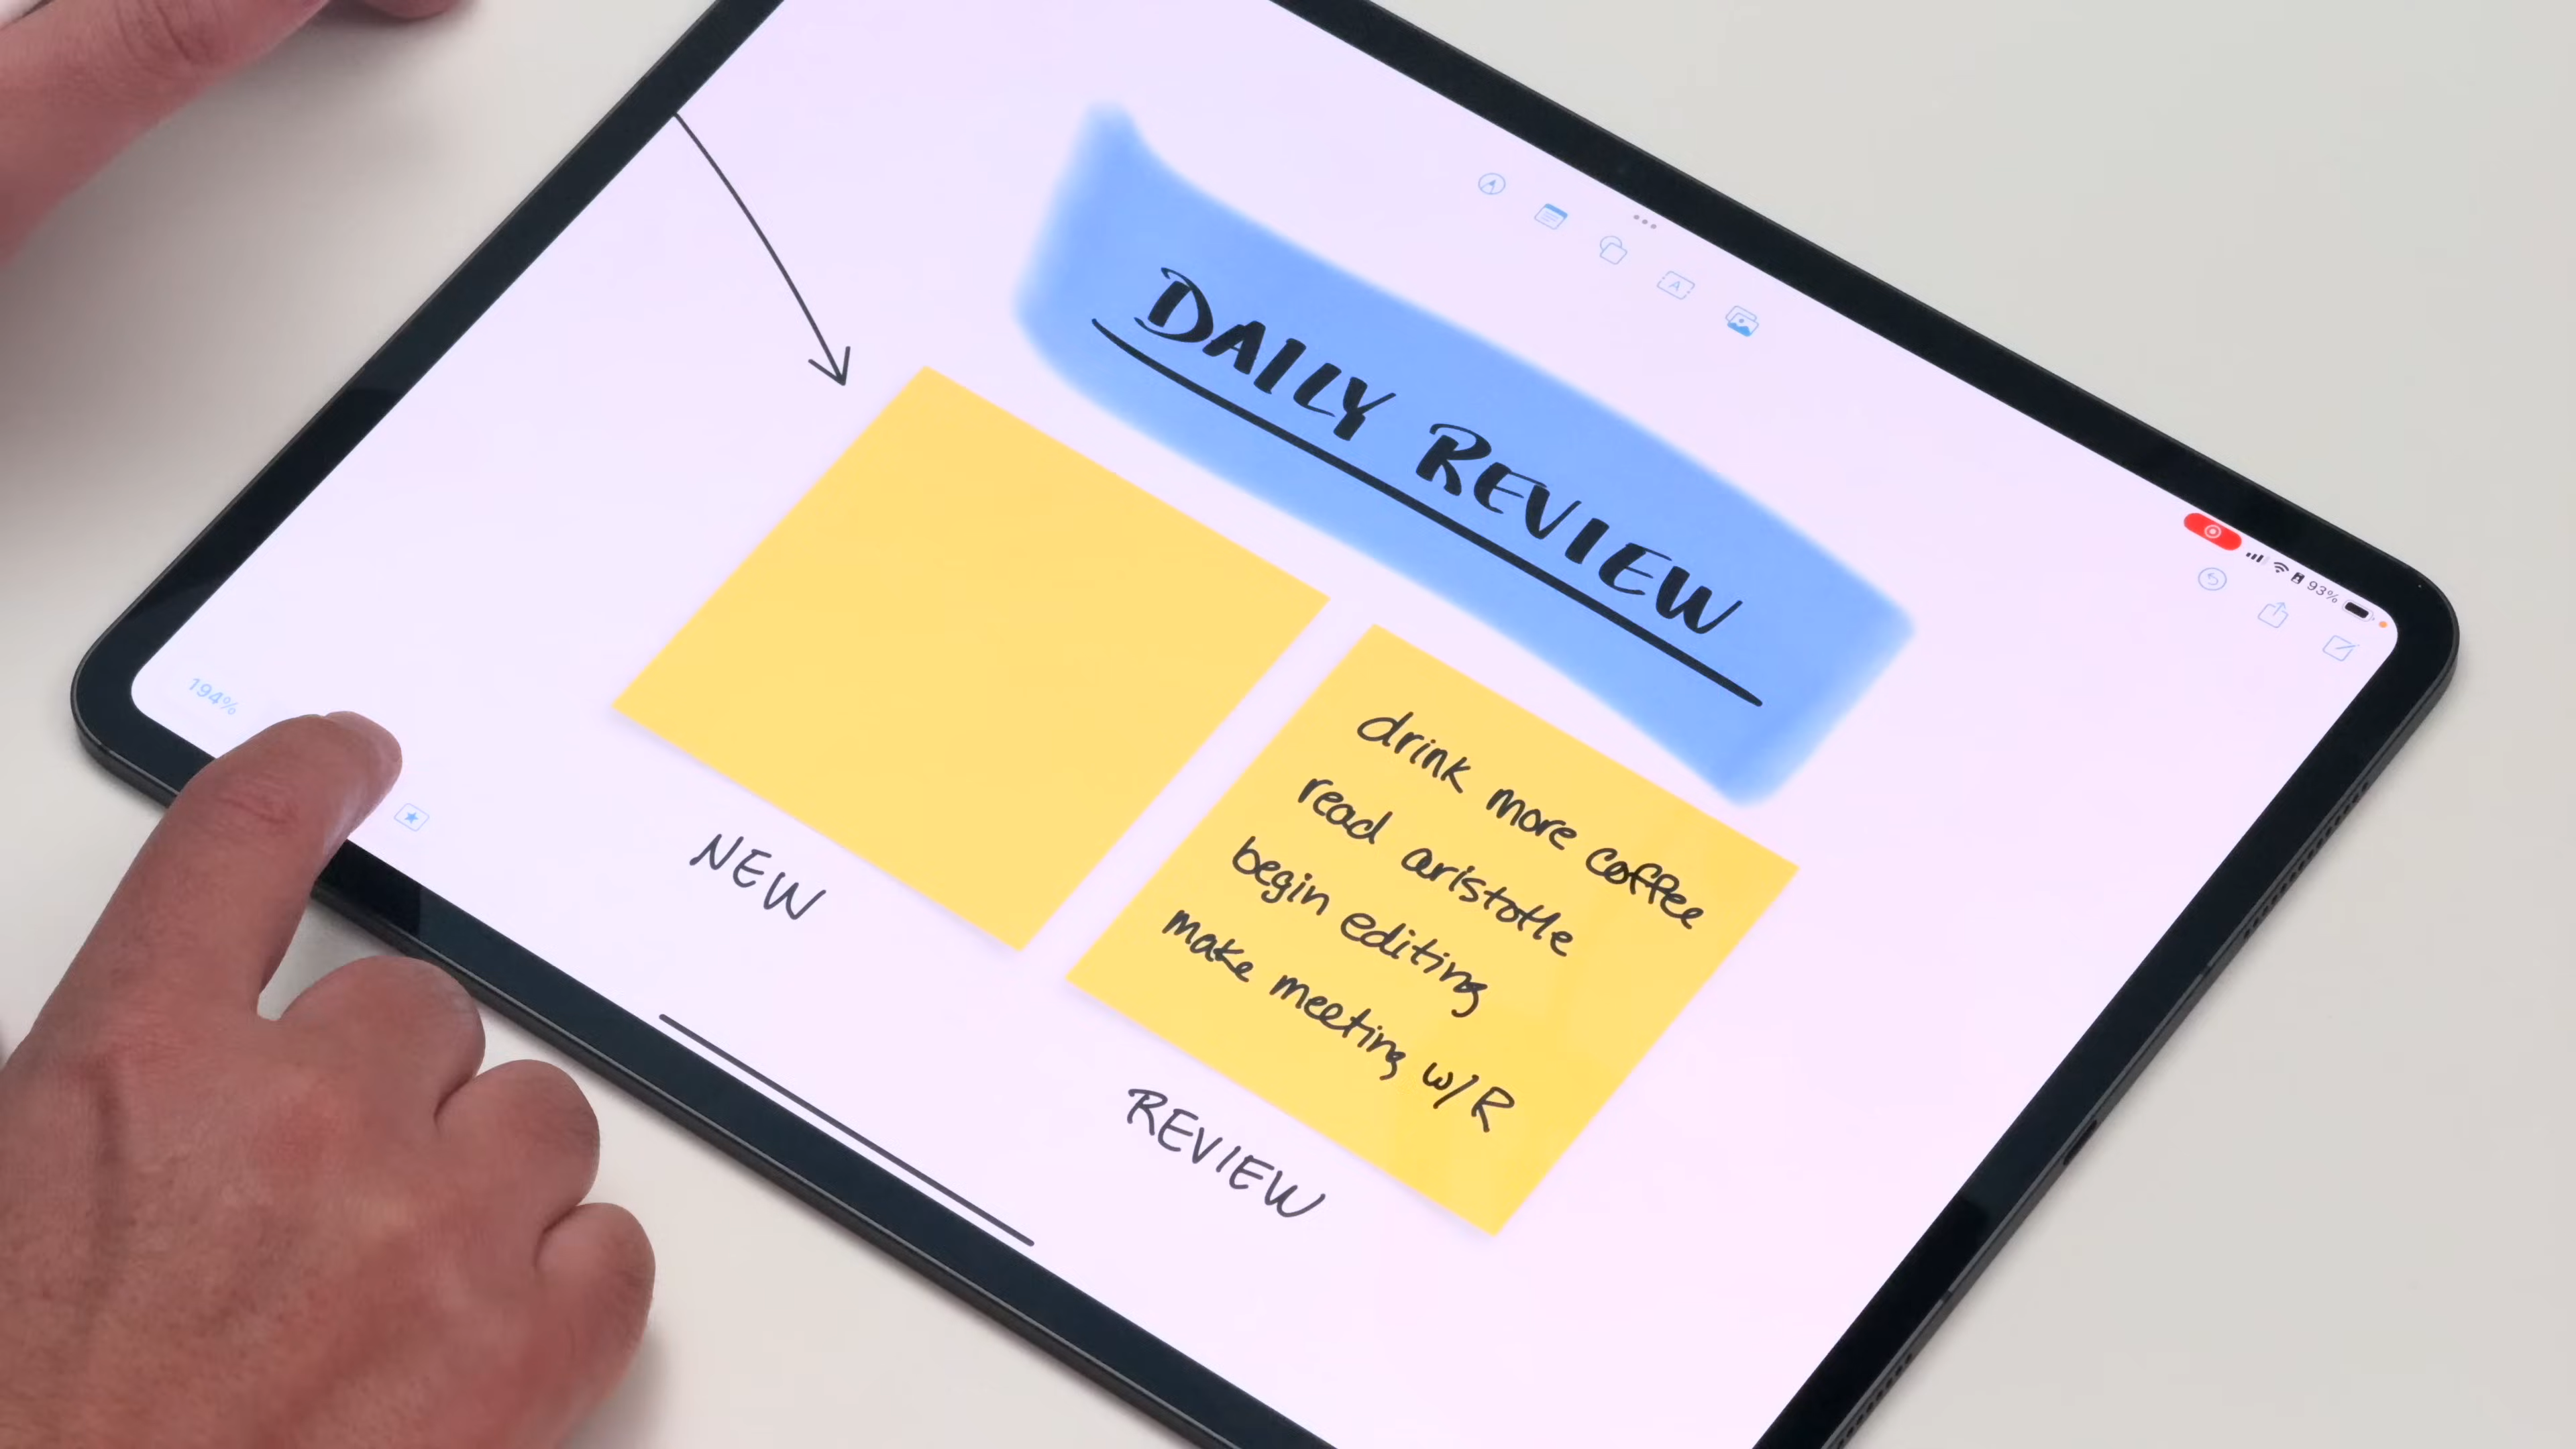 93%
DAILY REVIEW
drink more coffee
read aristotle
begin editing
make meeting w/R
NEW
REVIEW
194%
A